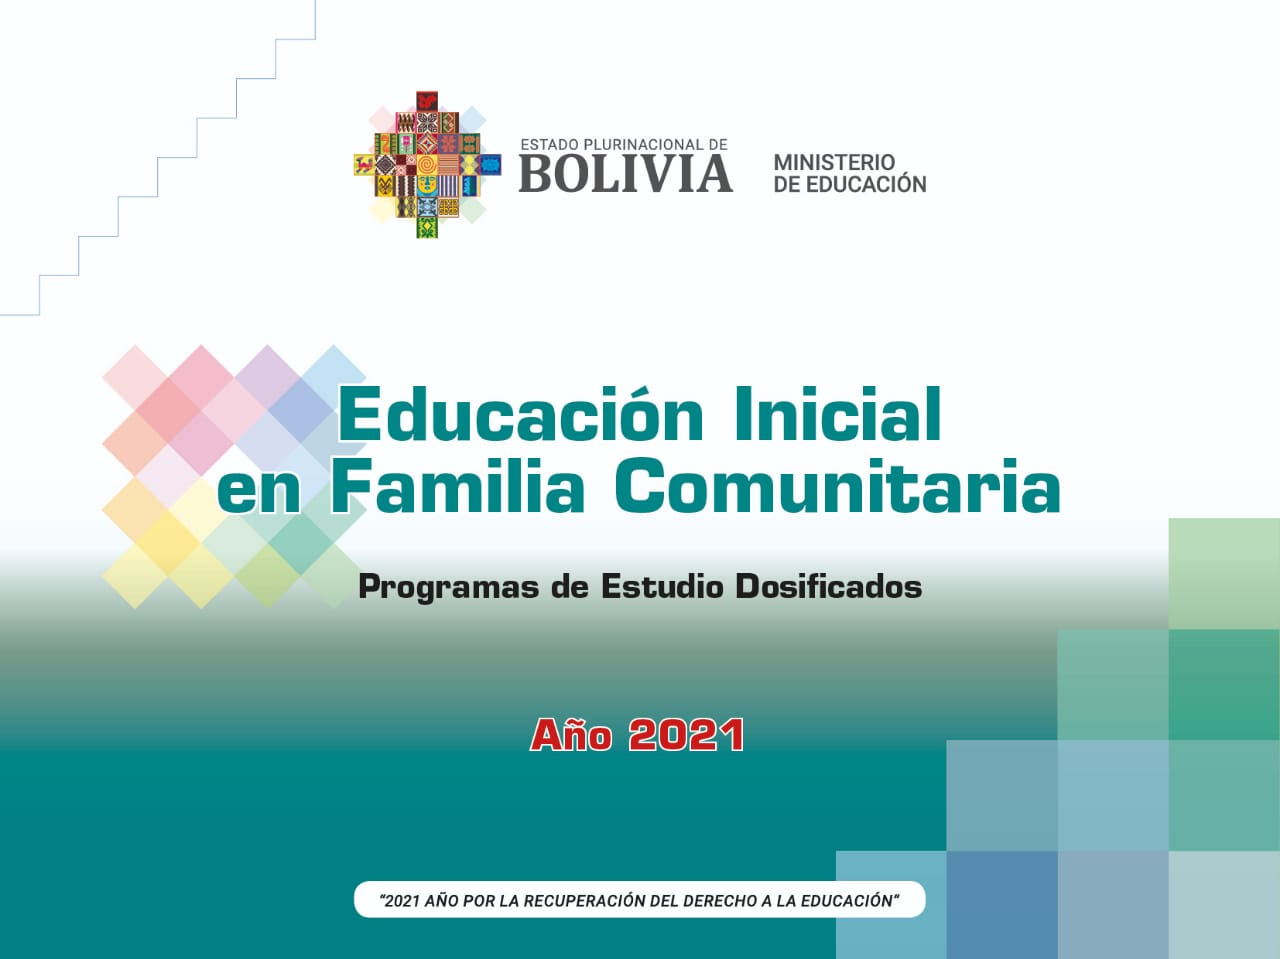 ESTADO PLURINACIONAL DE
BOLIVIA
MINISTERIO
DE EDUCACIÓN
Educación Inicial
en Familia Comunitaria
Programas de Estudio Dosificados
Año 2021
“2021 AÑO POR LA RECUPERACIÓN DEL DERECHO A LA EDUCACIÓN”